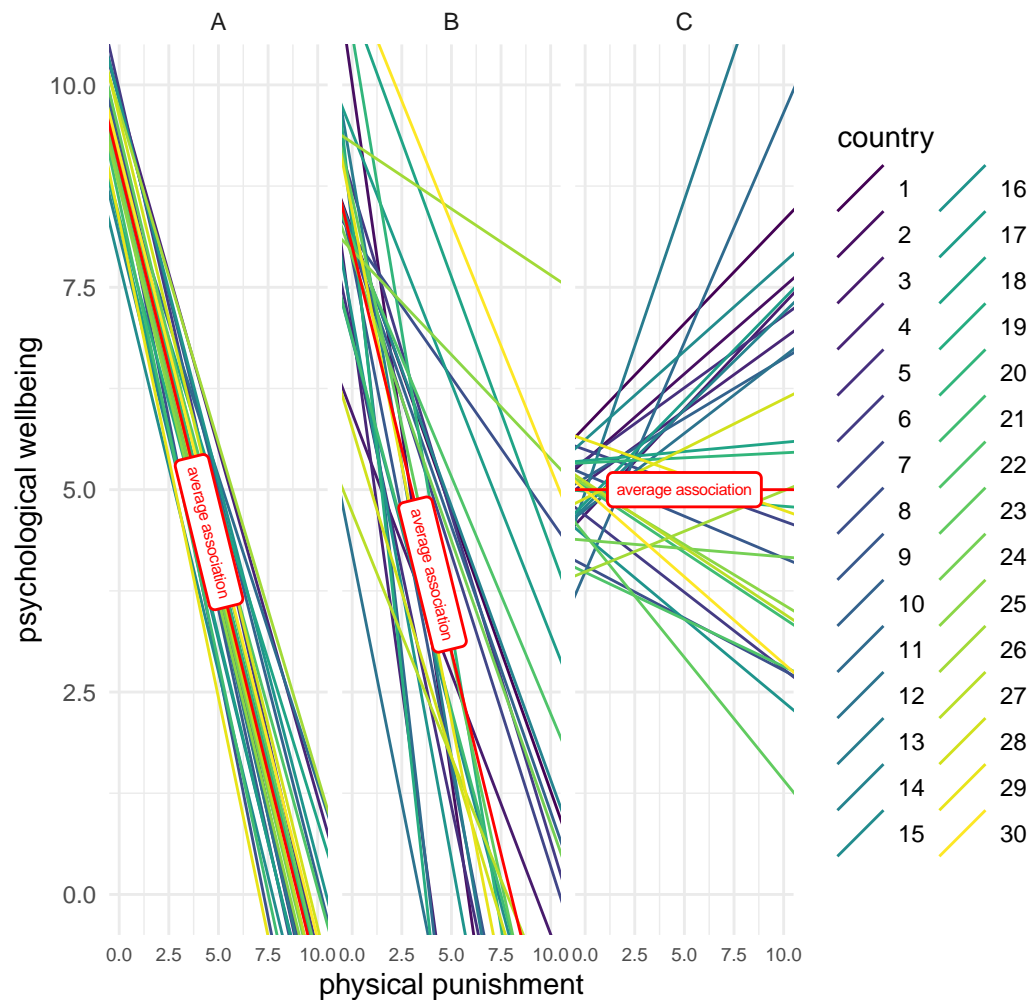 A B C
psychological wellbeing
10.0
7.5
5.0
2.5
0.0
average association
average association
average association
0.0 2.5 5.0 7.5 10.0 0.0 2.5 5.0 7.5 10.0 0.0 2.5 5.0 7.5 10.0
physical punishment
country
1 16
2 17
3 18
4 19
5 20
6 21
7 22
8 23
9 24
10 25
11 26
12 27
13 28
14 29
15 30